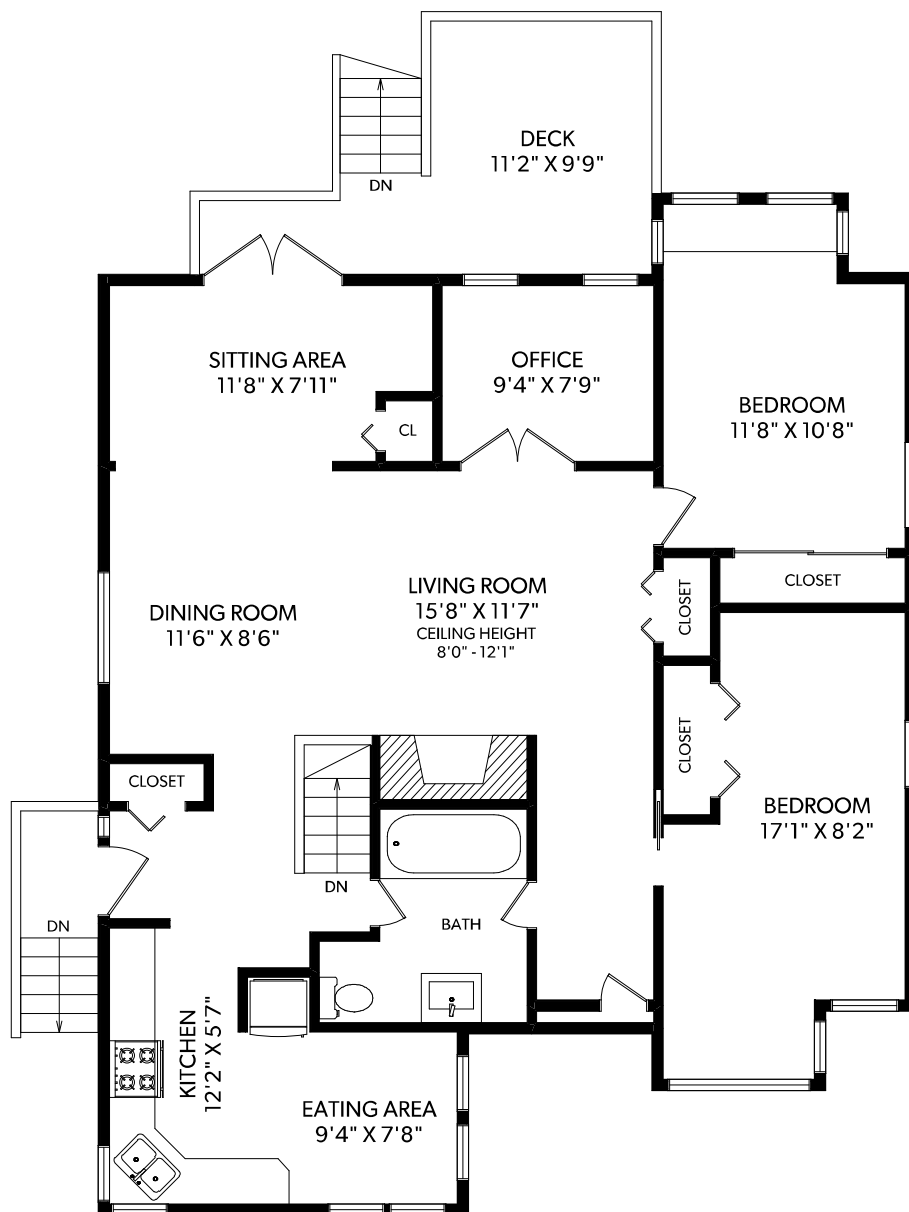 DECK
11'2" X 9'9"
DN
SITTING AREA
11'8" X 7'11"
OFFICE
9'4" X 7'9"
CL
BEDROOM
11'8" X 10'8"
CLOSET
CLOSET
LIVING ROOM
15'8" X 11'7"
CEILING HEIGHT
8'0" - 12'1"
DINING ROOM
11'6" X 8'6"
CLOSET
CLOSET
BEDROOM
17'1" X 8'2"
DN
BATH
DN
KITCHEN
12'2" X 5'7"
EATING AREA
9'4" X 7'8"